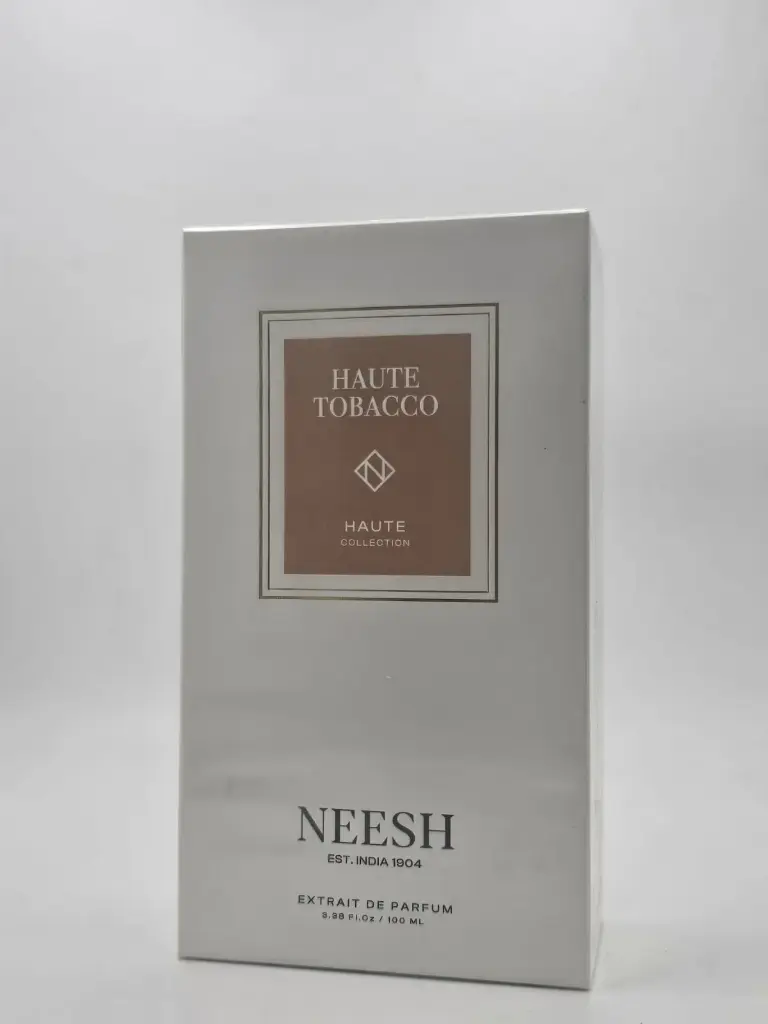 HAUTE
TOBACCO
N
HAUTE
COLLECTION
NEESH
EST. INDIA 1904
EXTRAIT DE PARFUM
3.38 Fl.Oz / 100 ML